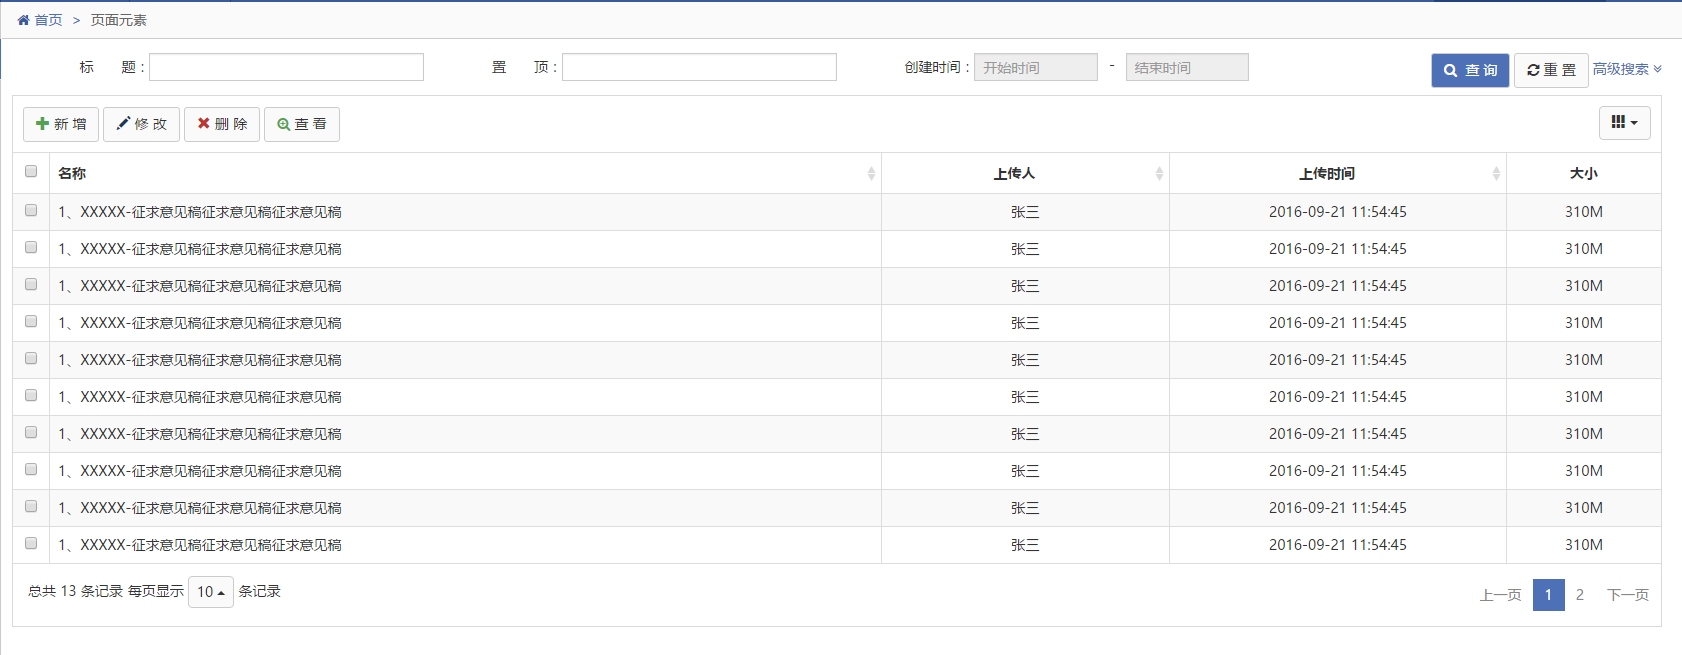 首页 > 页面元素
标 题： 置 顶： 创建时间： 开始时间 - 结束时间 查 询 重 置 高级搜索
新 增 修 改 删 除 查 看
名称 上传人 上传时间 大小
1、XXXXX-征求意见稿征求意见稿征求意见稿 张三 2016-09-21 11:54:45 310M
1、XXXXX-征求意见稿征求意见稿征求意见稿 张三 2016-09-21 11:54:45 310M
1、XXXXX-征求意见稿征求意见稿征求意见稿 张三 2016-09-21 11:54:45 310M
1、XXXXX-征求意见稿征求意见稿征求意见稿 张三 2016-09-21 11:54:45 310M
1、XXXXX-征求意见稿征求意见稿征求意见稿 张三 2016-09-21 11:54:45 310M
1、XXXXX-征求意见稿征求意见稿征求意见稿 张三 2016-09-21 11:54:45 310M
1、XXXXX-征求意见稿征求意见稿征求意见稿 张三 2016-09-21 11:54:45 310M
1、XXXXX-征求意见稿征求意见稿征求意见稿 张三 2016-09-21 11:54:45 310M
1、XXXXX-征求意见稿征求意见稿征求意见稿 张三 2016-09-21 11:54:45 310M
1、XXXXX-征求意见稿征求意见稿征求意见稿 张三 2016-09-21 11:54:45 310M
总共 13 条记录 每页显示 10 条记录 上一页 1 2 下一页